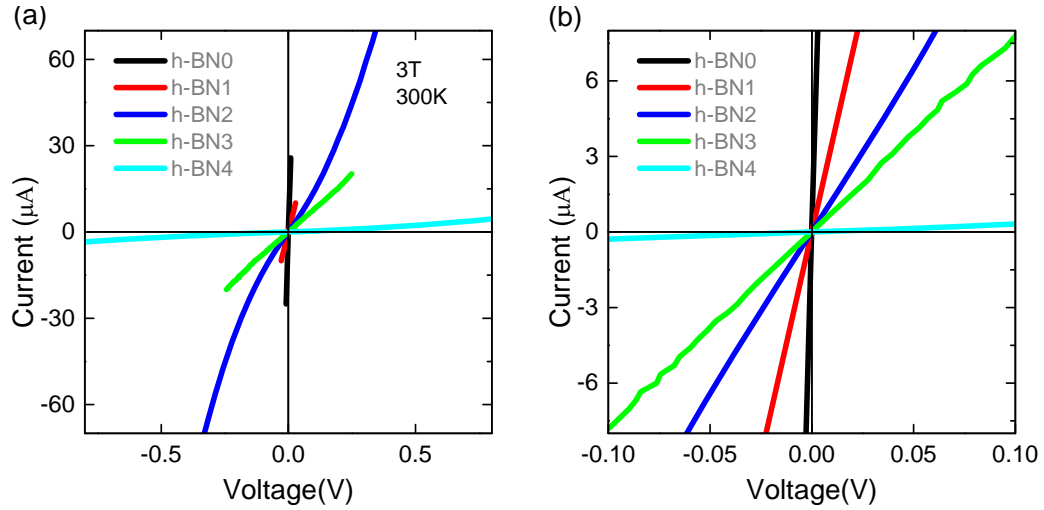 (a)
60
30
0
-30
-60
Current (μA)
-0.5
0.0
0.5
Voltage(V)
h-BN0
h-BN1
h-BN2
h-BN3
h-BN4
3T
300K
(b)
6
3
0
-3
-6
Current (μA)
-0.10
-0.05
0.00
0.05
0.10
Voltage(V)
h-BN0
h-BN1
h-BN2
h-BN3
h-BN4